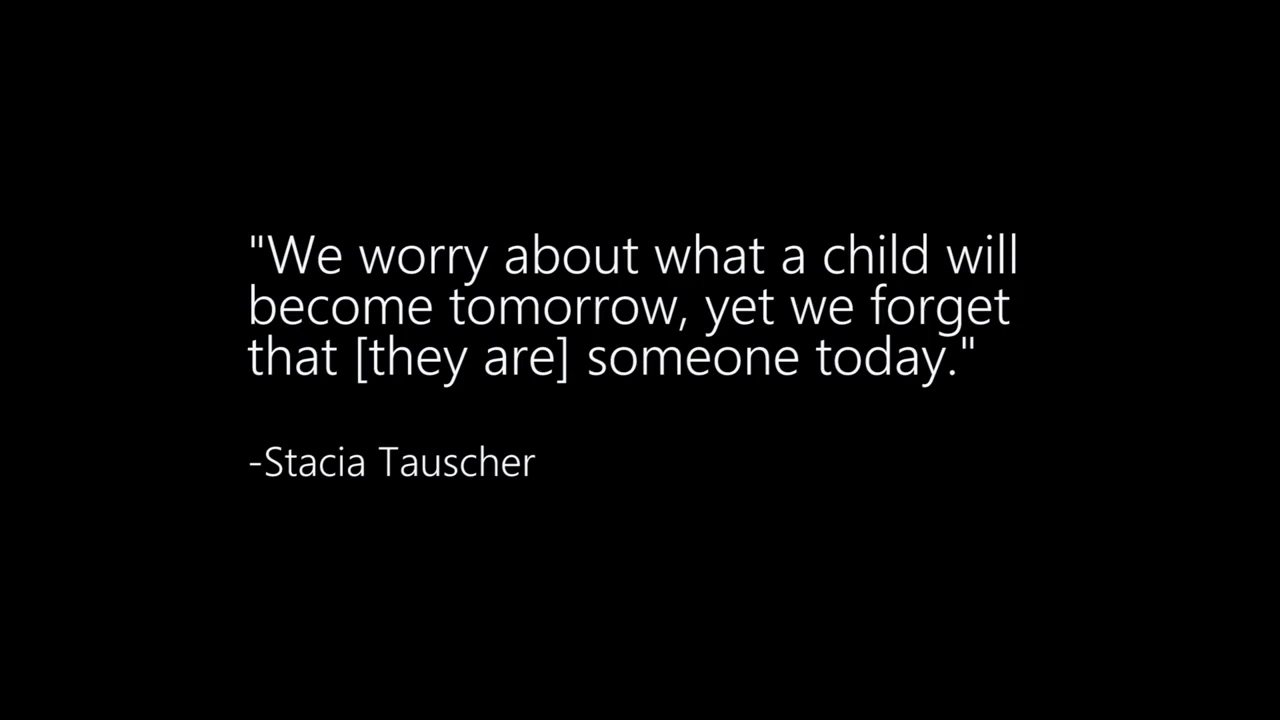 "We worry about what a child will
become tomorrow, yet we forget
that [they are] someone today."
-Stacia Tauscher